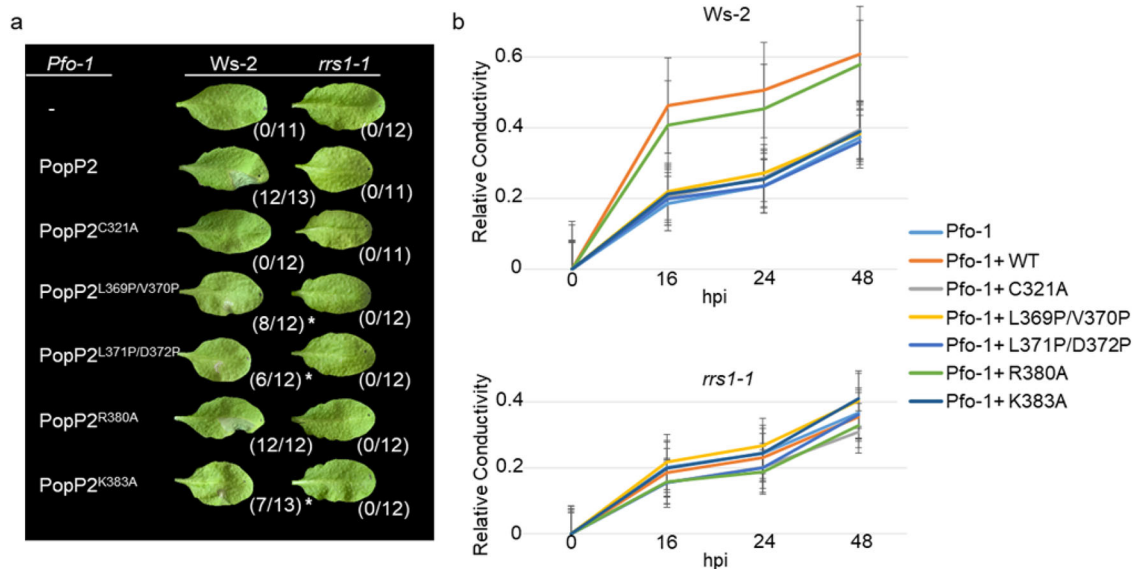 a
Pfo-1 Ws-2 rrs1-1
- (0/11) (0/12)
PopP2 (12/13) (0/11)
PopP2C321A (0/12) (0/11)
PopP2L369P/V370P (8/12) * (0/12)
PopP2L371P/D372P (6/12) * (0/12)
PopP2R380A (12/12) (0/12)
PopP2K383A (7/13) * (0/12)
b
Ws-2
Relative Conductivity
0.6
0.4
0.2
0
0 16 24 48
hpi
rrs1-1
Relative Conductivity
0.4
0.2
0
0 16 24 48
hpi
Pfo-1
Pfo-1+ WT
Pfo-1+ C321A
Pfo-1+ L369P/V370P
Pfo-1+ L371P/D372P
Pfo-1+ R380A
Pfo-1+ K383A